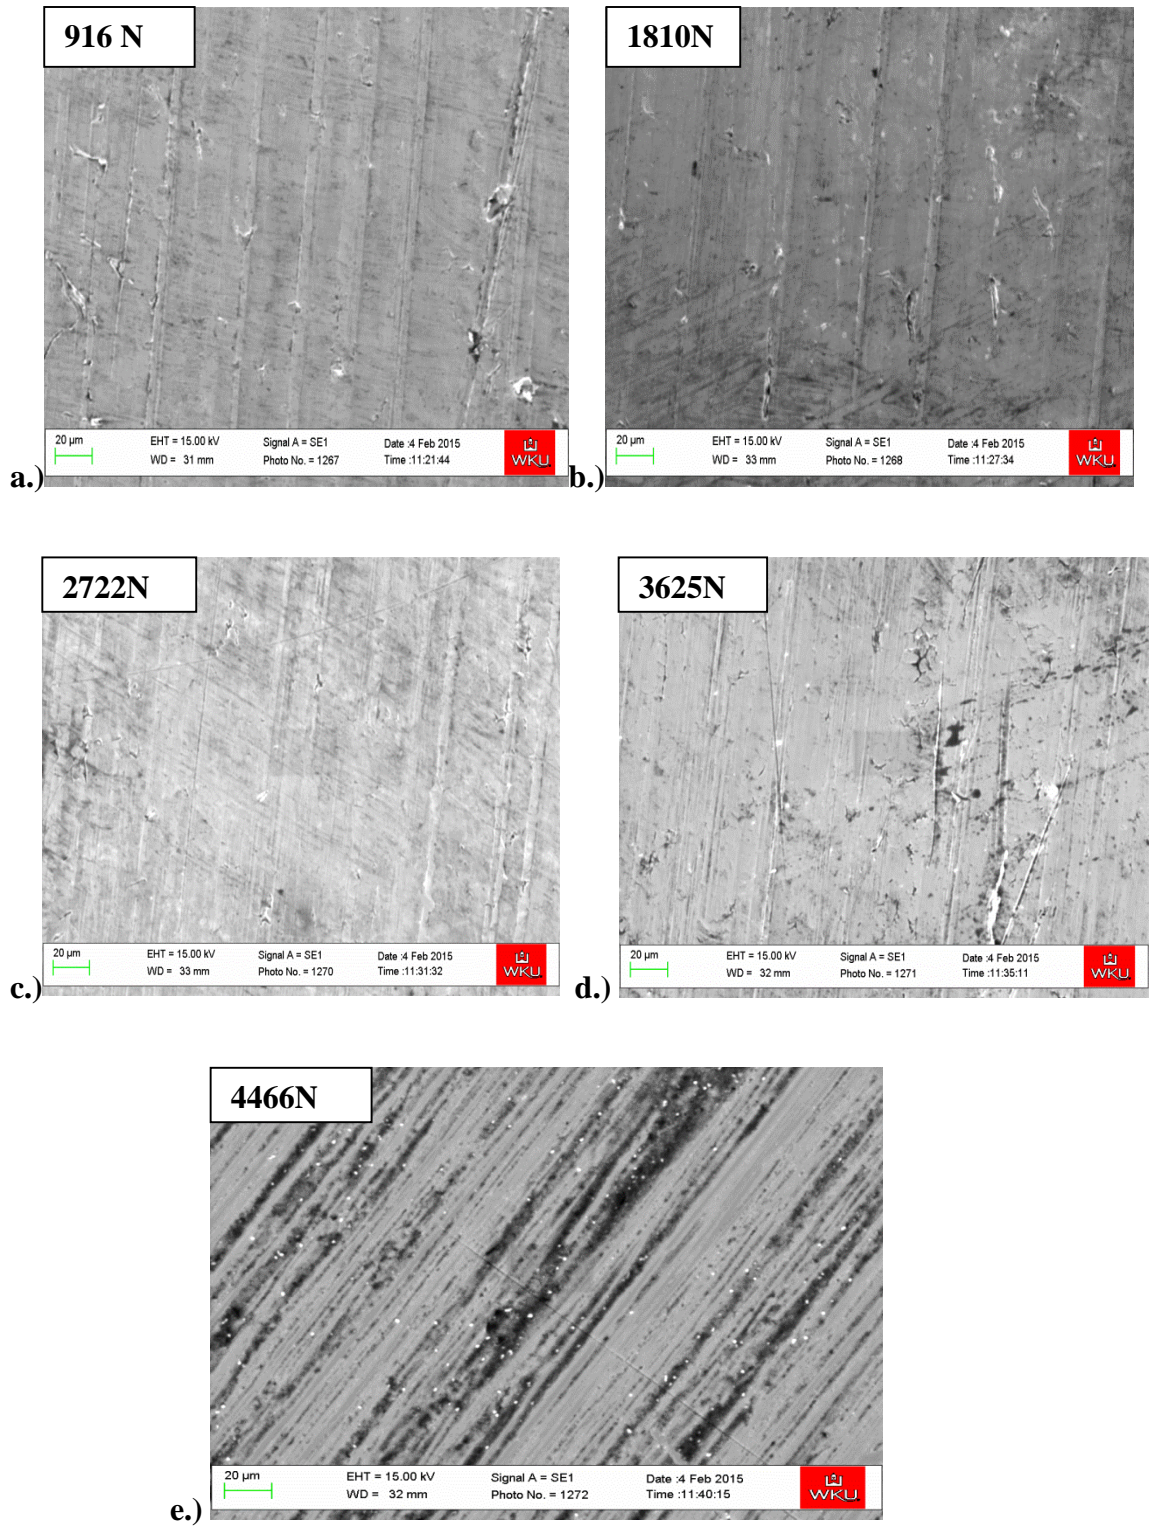 916 N
20 µm
EHT = 15.00 kV
Signal A = SE1
Date :4 Feb 2015
WD = 31 mm
Photo No. = 1267
Time :11:21:44
WKU
a.)
1810N
20 µm
EHT = 15.00 kV
Signal A = SE1
Date :4 Feb 2015
WD = 33 mm
Photo No. = 1268
Time :11:27:34
WKU
b.)
2722N
20 µm
EHT = 15.00 kV
Signal A = SE1
Date :4 Feb 2015
WD = 33 mm
Photo No. = 1270
Time :11:31:32
WKU
c.)
3625N
20 µm
EHT = 15.00 kV
Signal A = SE1
Date :4 Feb 2015
WD = 32 mm
Photo No. = 1271
Time :11:35:11
WKU
d.)
4466N
20 µm
EHT = 15.00 kV
Signal A = SE1
Date :4 Feb 2015
WD = 32 mm
Photo No. = 1272
Time :11:40:15
WKU
e.)